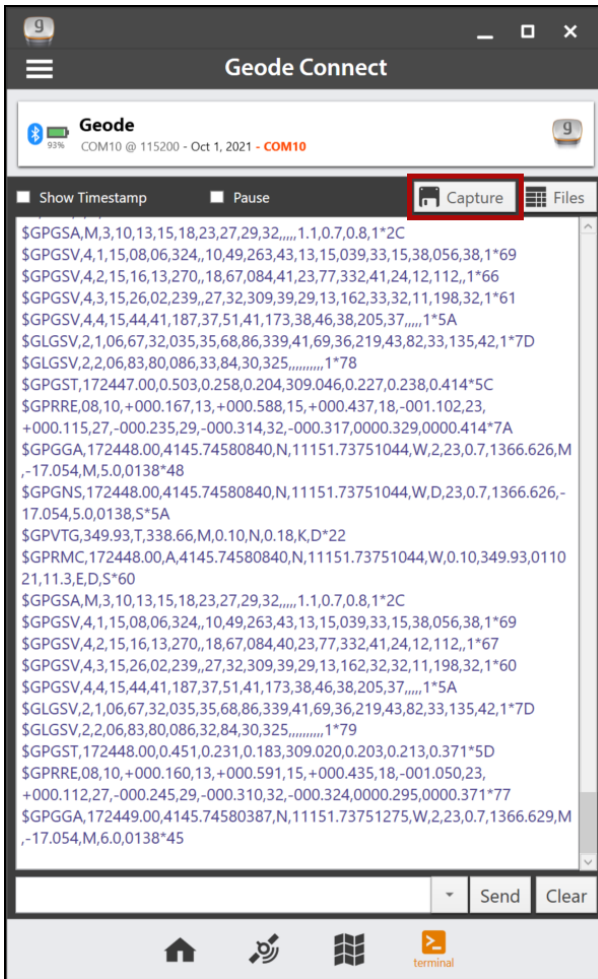 g
Geode Connect
Geode
g
93%
COM10 @ 115200 - Oct 1, 2021 - COM10
Show Timestamp
Pause
Capture
Files
$GPGSA,M,3,10,13,15,18,23,27,29,32,,,,,1.1,0.7,0.8,1*2C
$GPGSV,4,1,15,08,06,324,,10,49,263,43,13,15,039,33,15,38,056,38,1*69
$GPGSV,4,2,15,16,13,270,,18,67,084,41,23,77,332,41,24,12,112,,1*66
$GPGSV,4,3,15,26,02,239,,27,32,309,39,29,13,162,33,32,11,198,32,1*61
$GPGSV,4,4,15,44,41,187,37,51,41,173,38,46,38,205,37,,,,,1*5A
$GLGSV,2,1,06,67,32,035,35,68,86,339,41,69,36,219,43,82,33,135,42,1*7D
$GLGSV,2,2,06,83,80,086,33,84,30,325,,,,,,,,,,1*78
$GPGST,172447.00,0.503,0.258,0.204,309.046,0.227,0.238,0.414*5C
$GPRRE,08,10,+000.167,13,+000.588,15,+000.437,18,-001.102,23,
+000.115,27,-000.235,29,-000.314,32,-000.317,0000.329,0000.414*7A
$GPGGA,172448.00,4145.74580840,N,11151.73751044,W,2,23,0.7,1366.626,M
,-17.054,M,5.0,0138*48
$GPGNS,172448.00,4145.74580840,N,11151.73751044,W,D,23,0.7,1366.626,-
17.054,5.0,0138,S*5A
$GPVTG,349.93,T,338.66,M,0.10,N,0.18,K,D*22
$GPRMC,172448.00,A,4145.74580840,N,11151.73751044,W,0.10,349.93,0110
21,11.3,E,D,S*60
$GPGSA,M,3,10,13,15,18,23,27,29,32,,,,,1.1,0.7,0.8,1*2C
$GPGSV,4,1,15,08,06,324,,10,49,263,43,13,15,039,33,15,38,056,38,1*69
$GPGSV,4,2,15,16,13,270,,18,67,084,40,23,77,332,41,24,12,112,,1*67
$GPGSV,4,3,15,26,02,239,,27,32,309,39,29,13,162,32,32,11,198,32,1*60
$GPGSV,4,4,15,44,41,187,37,51,41,173,38,46,38,205,37,,,,,1*5A
$GLGSV,2,1,06,67,32,035,35,68,86,339,41,69,36,219,43,82,33,135,42,1*7D
$GLGSV,2,2,06,83,80,086,32,84,30,325,,,,,,,,,,1*79
$GPGST,172448.00,0.451,0.231,0.183,309.020,0.203,0.213,0.371*5D
$GPRRE,08,10,+000.160,13,+000.591,15,+000.435,18,-001.050,23,
+000.112,27,-000.245,29,-000.310,32,-000.324,0000.295,0000.371*77
$GPGGA,172449.00,4145.74580387,N,11151.73751275,W,2,23,0.7,1366.629,M
,-17.054,M,6.0,0138*45
Send
Clear
terminal